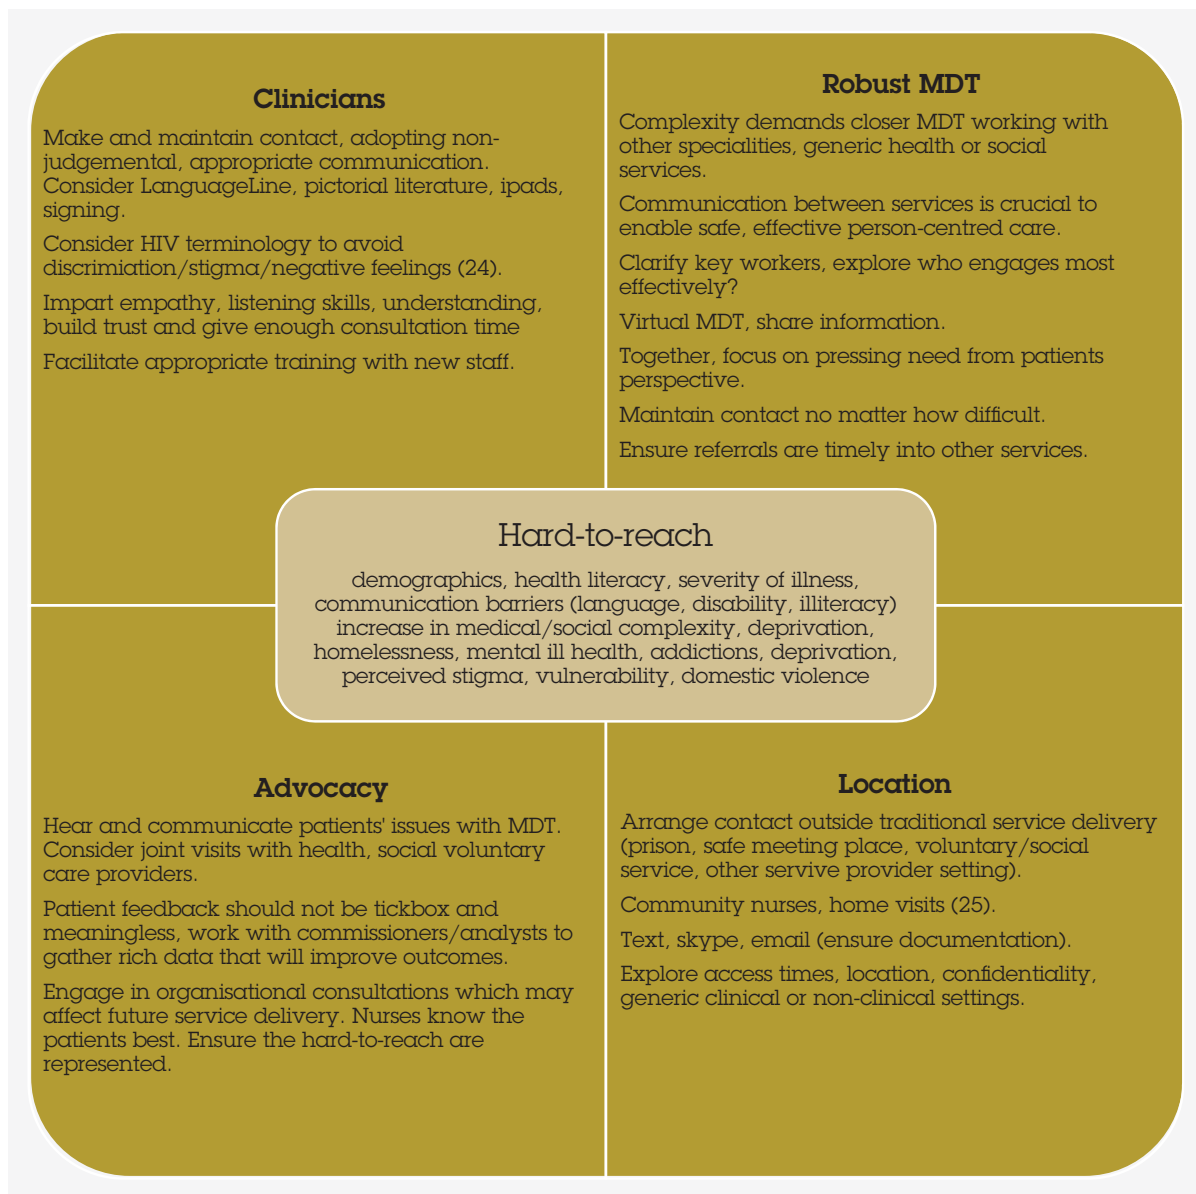 Clinicians
Make and maintain contact, adopting non-
judgemental, appropriate communication.
Consider LanguageLine, pictorial literature, ipads,
signing.
Consider HIV terminology to avoid
discrimiation/stigma/negative feelings (24).
Impart empathy, listening skills, understanding,
build trust and give enough consultation time
Facilitate appropriate training with new staff.
Robust MDT
Complexity demands closer MDT working with
other specialities, generic health or social
services.
Communication between services is crucial to
enable safe, effective person-centred care.
Clarify key workers, explore who engages most
effectively?
Virtual MDT, share information.
Together, focus on pressing need from patients
perspective.
Maintain contact no matter how difficult.
Ensure referrals are timely into other services.
Hard-to-reach
demographics, health literacy, severity of illness,
communication barriers (language, disability, illiteracy)
increase in medical/social complexity, deprivation,
homelessness, mental ill health, addictions, deprivation,
perceived stigma, vulnerability, domestic violence
Advocacy
Hear and communicate patients' issues with MDT.
Consider joint visits with health, social voluntary
care providers.
Patient feedback should not be tickbox and
meaningless, work with commissioners/analysts to
gather rich data that will improve outcomes.
Engage in organisational consultations which may
affect future service delivery. Nurses know the
patients best. Ensure the hard-to-reach are
represented.
Location
Arrange contact outside traditional service delivery
(prison, safe meeting place, voluntary/social
service, other servive provider setting).
Community nurses, home visits (25).
Text, skype, email (ensure documentation).
Explore access times, location, confidentiality,
generic clinical or non-clinical settings.